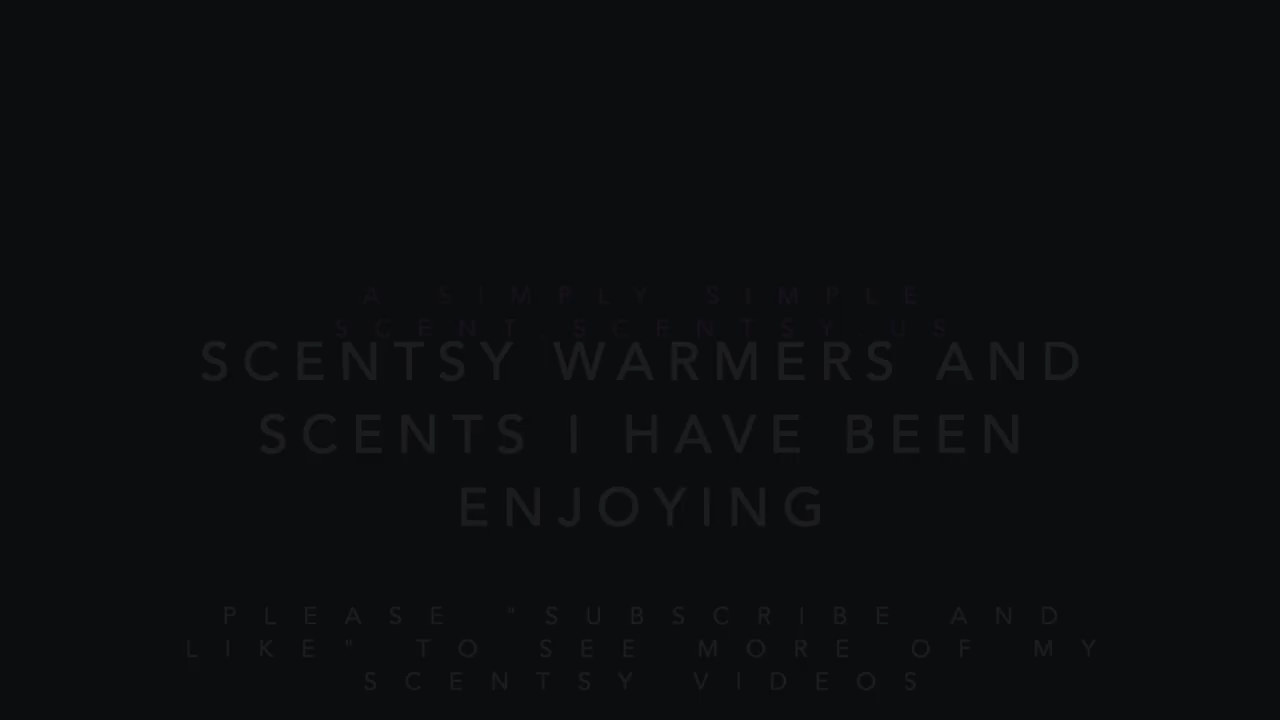 A SIMPLY SIMPLE
SCENT SCENTSY US
SCENTSY WARMERS AND
SCENTS I HAVE BEEN
ENJOYING
PLEASE "SUBSCRIBE AND
LIKE" TO SEE MORE OF MY
SCENTSY VIDEOS